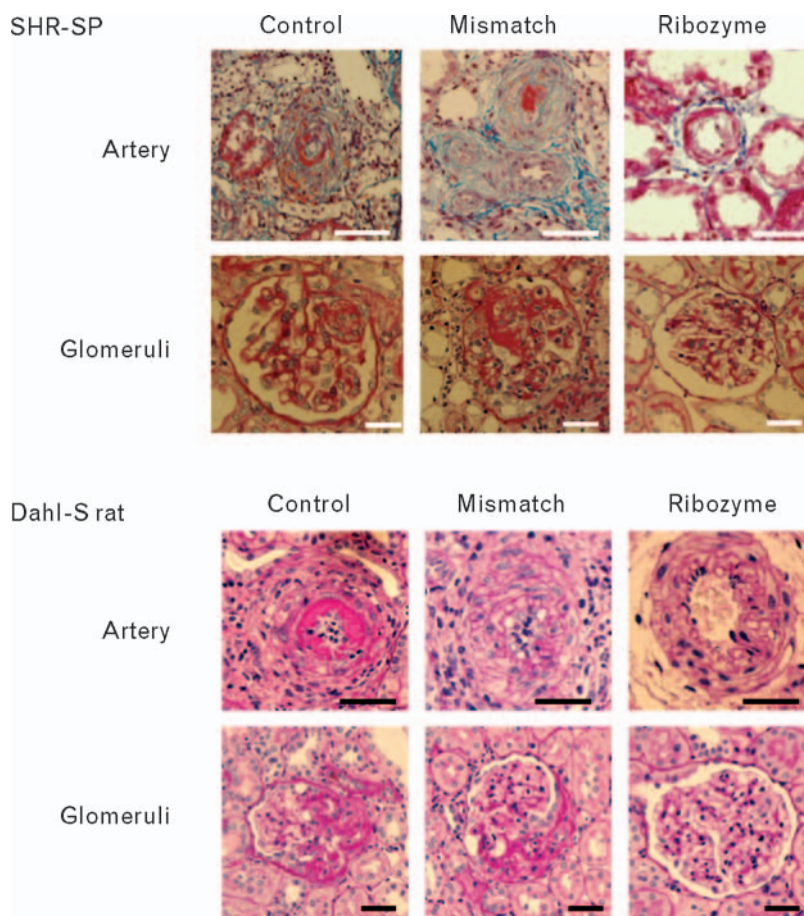 SHR-SP
Control Mismatch Ribozyme
Artery
Glomeruli
Dahl-S rat
Control Mismatch Ribozyme
Artery
Glomeruli